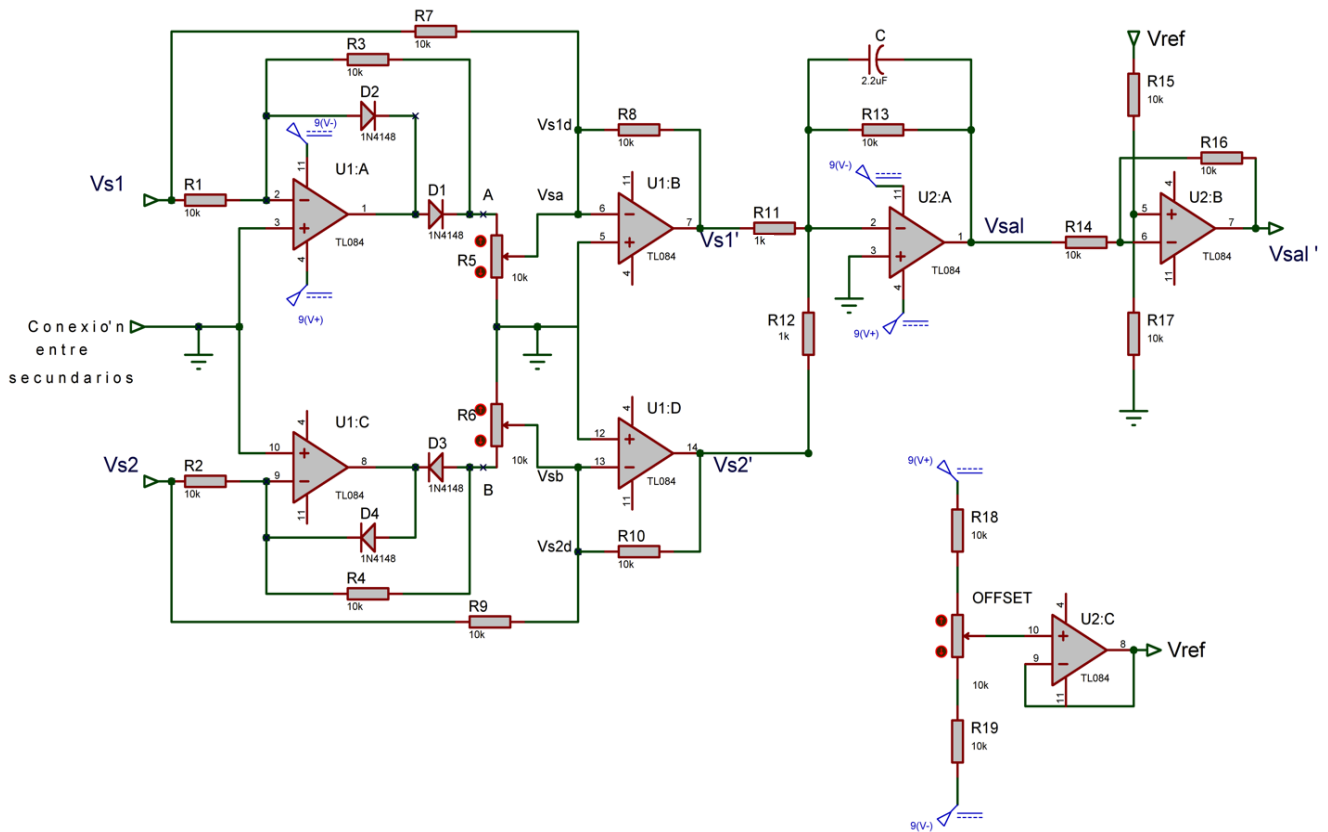 R7
10k
R3
10k
D2
1N4148
9(V-)
11
U1:A
Vs1
R1
10k
2
3
1
TL084
4
9(V+)
D1
1N4148
A
R5
10k
Vs1d
Vsa
R8
10k
11
U1:B
6
5
7
TL084
4
Vs1'
R11
1k
C
2.2uF
R13
10k
9(V-)
11
U2:A
2
3
1
TL084
4
9(V+)
Vsal
R12
1k
Vref
R15
10k
R16
10k
R14
10k
4
U2:B
5
6
7
TL084
11
Vsal '
R17
10k
Conexio'n
entre
secundarios
4
U1:C
10
9
8
TL084
11
Vs2
R2
10k
D3
1N4148
B
R6
10k
D4
1N4148
R4
10k
R9
10k
Vsb
Vs2d
4
U1:D
12
13
14
TL084
11
Vs2'
R10
10k
9(V+)
R18
10k
OFFSET
10k
4
U2:C
10
9
8
TL084
11
Vref
R19
10k
9(V-)